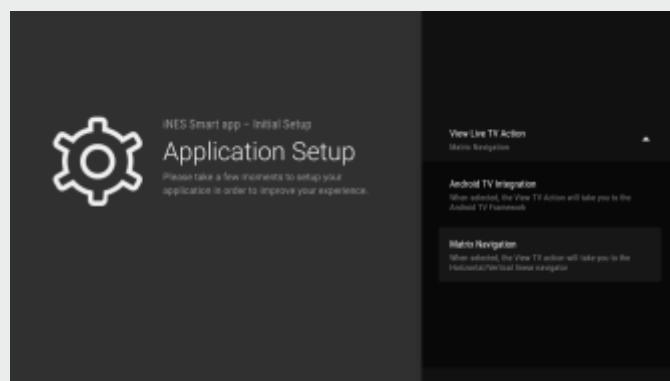 iNES Smart app – Initial Setup
Application Setup
Please take a few moments to setup your
application in order to improve your experience.
View Live TV Action
Matrix Navigation
Android TV Integration
When selected, the View TV Action will take you to the
Android TV Framework
Matrix Navigation
When selected, the View TV action will take you to the
Horizontal/Vertical linear navigator